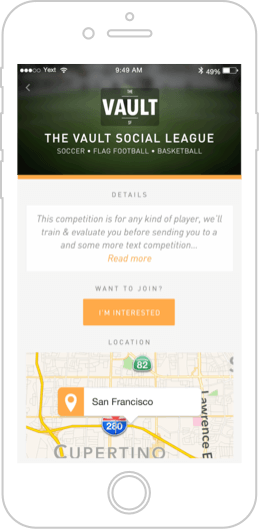 Yext
9:49 AM
49%
THE
VAULT
OF
THE VAULT SOCIAL LEAGUE
SOCCER • FLAG FOOTBALL • BASKETBALL
DETAILS
This competition is for any kind of player, we'll
train & evaluate you before sending you to a
and some more text competition...
Read more
WANT TO JOIN?
I'M INTERESTED
LOCATION
82
San Francisco
280
Lawrence E
CUPERTINO